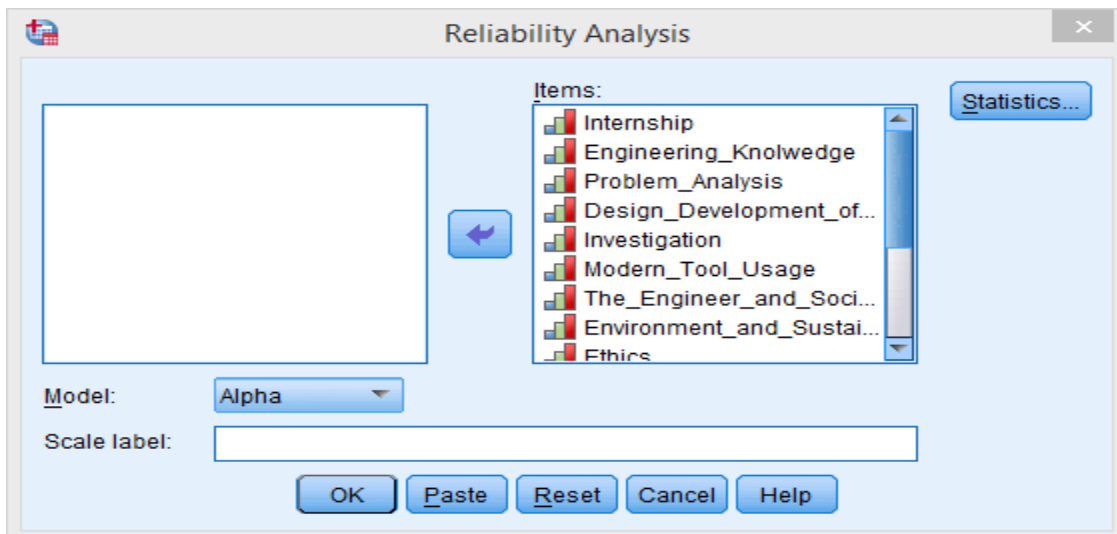 Reliability Analysis
Items:
Statistics...
Internship
Engineering_Knolwedge
Problem_Analysis
Design_Development_of...
Investigation
Modern_Tool_Usage
The_Engineer_and_Soci...
Environment_and_Sustai...
Ethics
Model:
Alpha
Scale label:
OK Paste Reset Cancel Help